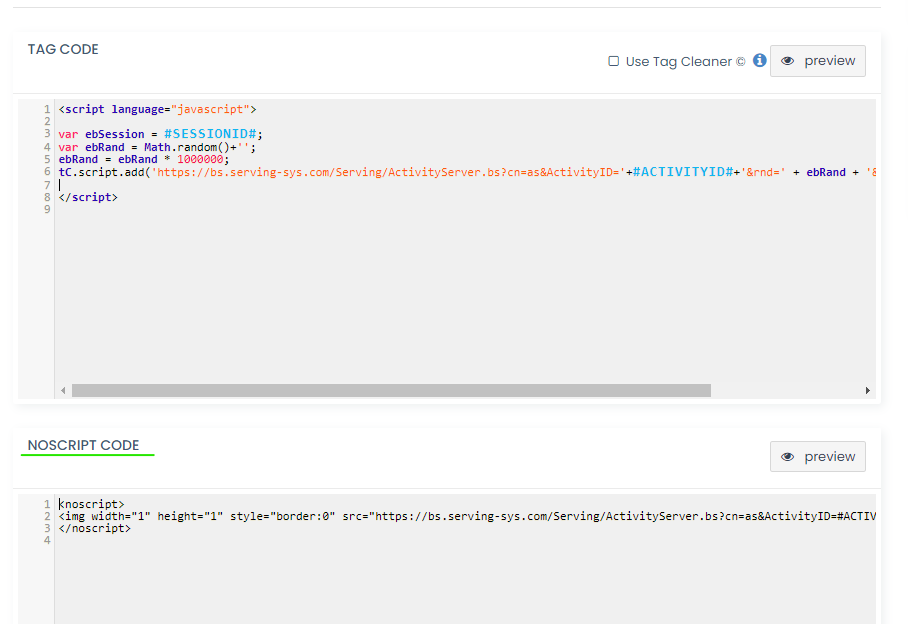 TAG CODE
Use Tag Cleaner © i preview
1 <script language="javascript">
2
3 var ebSession = #SESSIONID#;
4 var ebRand = Math.random()+'';
5 ebRand = ebRand * 1000000;
6 tC.script.add('https://bs.serving-sys.com/Serving/ActivityServer.bs?cn=as&ActivityID='+#ACTIVITYID#+'&rnd=' + ebRand + '&
7
8 </script>
9
NOSCRIPT CODE
preview
1 <noscript>
2 <img width="1" height="1" style="border:0" src="https://bs.serving-sys.com/Serving/ActivityServer.bs?cn=as&ActivityID=#ACTIV
3 </noscript>
4